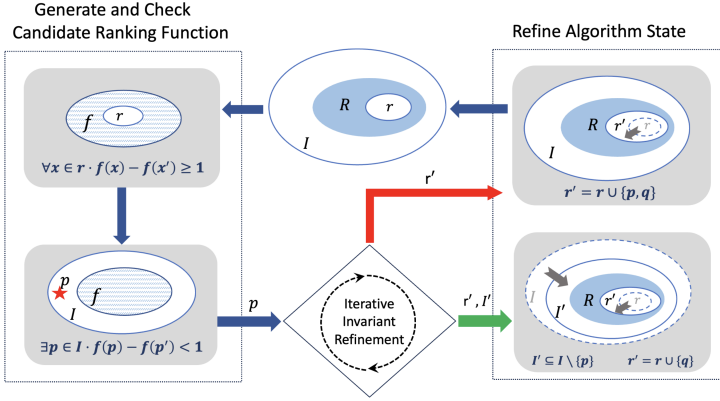 Generate and Check
Candidate Ranking Function
f
r
∀x ∈ r · f(x) − f(x′) ≥ 1
p
f
I
∃p ∈ I · f(p) − f(p′) < 1
R
r
I
p
r′
Iterative
Invariant
Refinement
r′ , I′
Refine Algorithm State
R
r′
r
I
r′ = r ∪ {p, q}
I
I′
R
r′
r
I′ ⊆ I \ {p}
r′ = r ∪ {q}